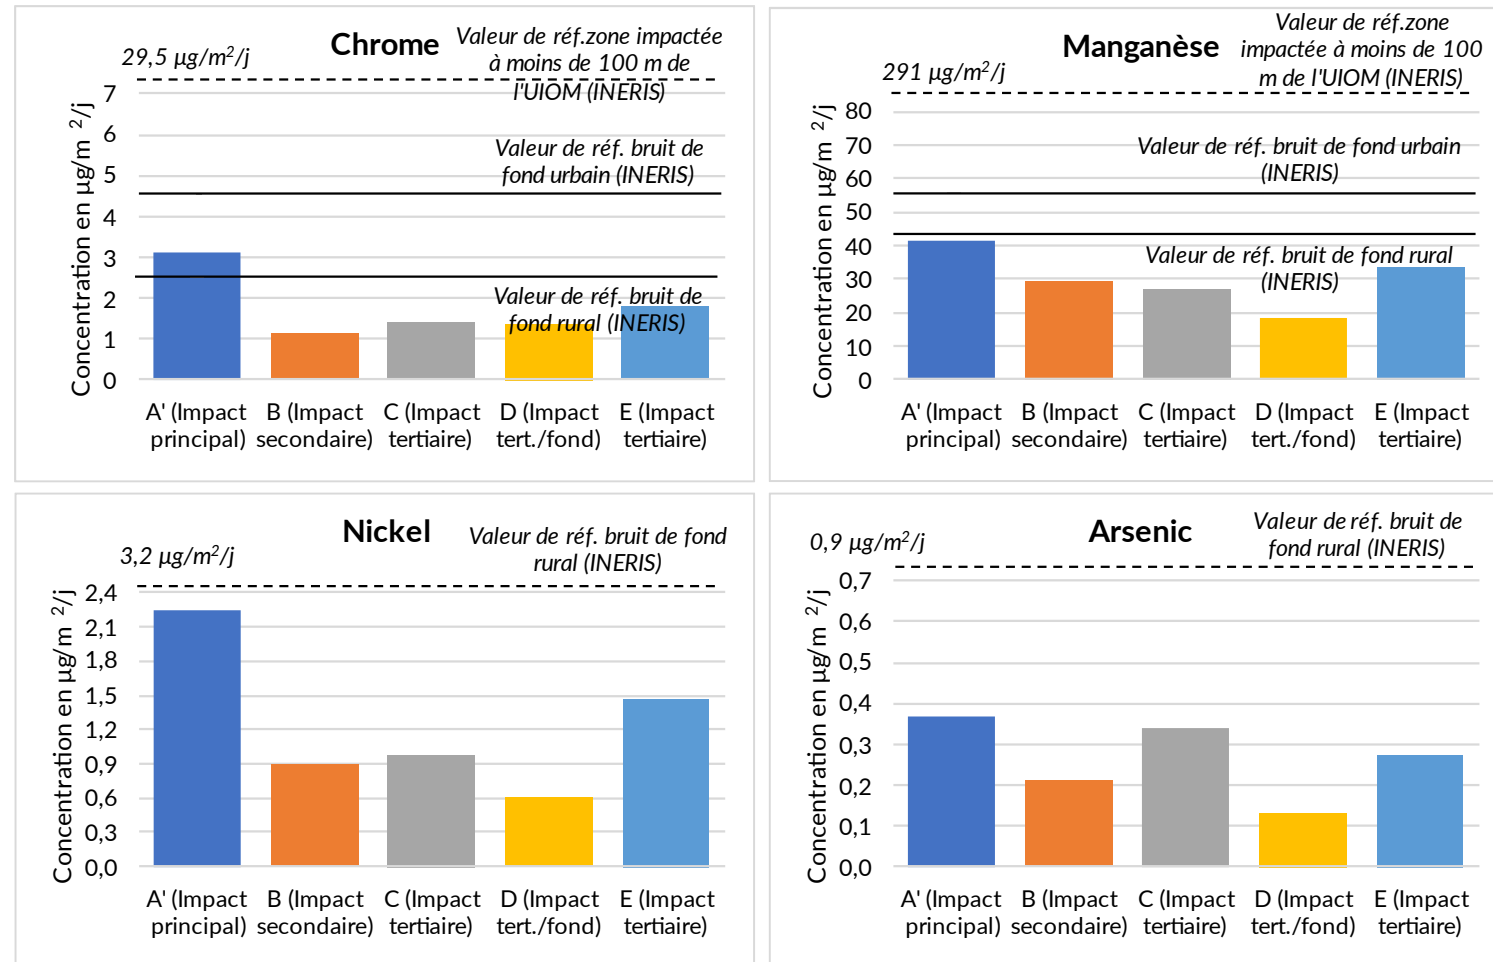 Chrome
29,5 µg/m²/j
Valeur de réf.zone impactée
à moins de 100 m de
l'UIOM (INERIS)
Concentration en µg/m ²/j
7
6
5
4
3
2
1
0
Valeur de réf. bruit de
fond urbain (INERIS)
Valeur de réf. bruit de
fond rural (INERIS)
A' (Impact principal)
B (Impact secondaire)
C (Impact tertiaire)
D (Impact tert./fond)
E (Impact tertiaire)
Manganèse
291 µg/m²/j
Valeur de réf.zone
impactée à moins de 100
m de l'UIOM (INERIS)
Concentration en µg/m ²/j
80
70
60
50
40
30
20
10
0
Valeur de réf. bruit de fond urbain
(INERIS)
Valeur de réf. bruit de fond rural
(INERIS)
A' (Impact principal)
B (Impact secondaire)
C (Impact tertiaire)
D (Impact tert./fond)
E (Impact tertiaire)
Nickel
3,2 µg/m²/j
Valeur de réf. bruit de fond
rural (INERIS)
Concentration en µg/m ²/j
2,4
2,1
1,8
1,5
1,2
0,9
0,6
0,3
0,0
A' (Impact principal)
B (Impact secondaire)
C (Impact tertiaire)
D (Impact tert./fond)
E (Impact tertiaire)
Arsenic
0,9 µg/m²/j
Valeur de réf. bruit de
fond rural (INERIS)
Concentration en µg/m ²/j
0,7
0,6
0,5
0,4
0,3
0,2
0,1
0,0
A' (Impact principal)
B (Impact secondaire)
C (Impact tertiaire)
D (Impact tert./fond)
E (Impact tertiaire)